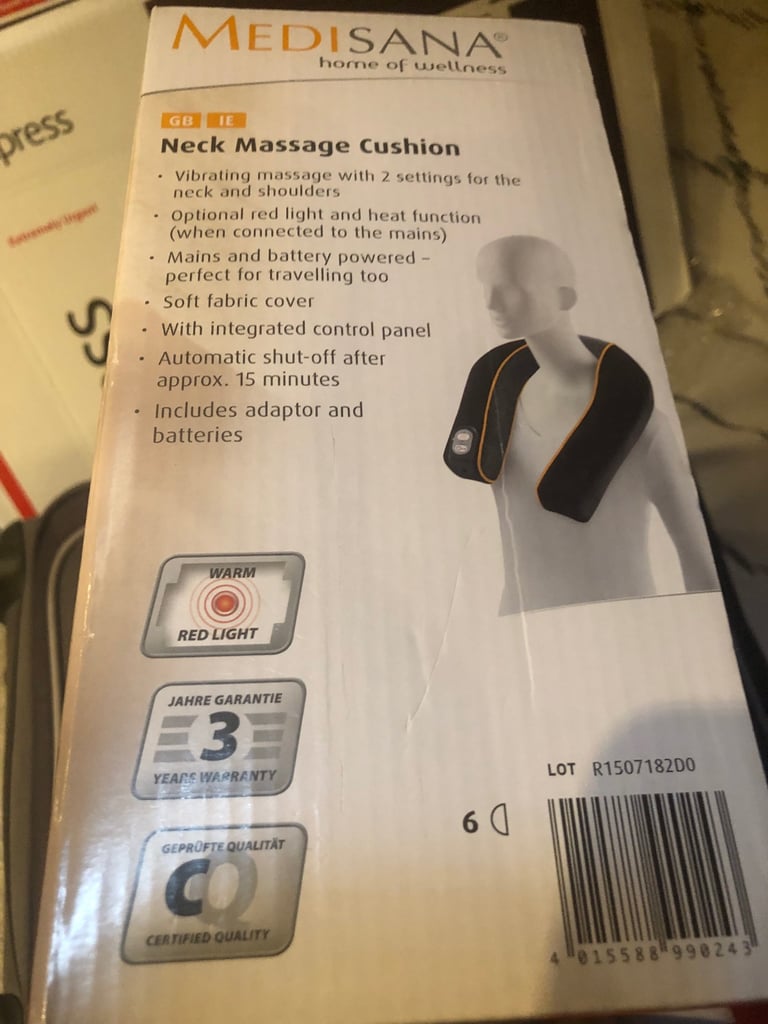 MEDISANA®
home of wellness
GB IE
Neck Massage Cushion
· Vibrating massage with 2 settings for the
neck and shoulders
· Optional red light and heat function
(when connected to the mains)
· Mains and battery powered –
perfect for travelling too
· Soft fabric cover
· With integrated control panel
· Automatic shut-off after
approx. 15 minutes
· Includes adaptor and
batteries
WARM
RED LIGHT
JAHRE GARANTIE
3
YEARS WARRANTY
GEPRÜFTE QUALITÄT
CQ
CERTIFIED QUALITY
LOT R1507182D0
6
4 015588 990243
press
Extremely Urgent